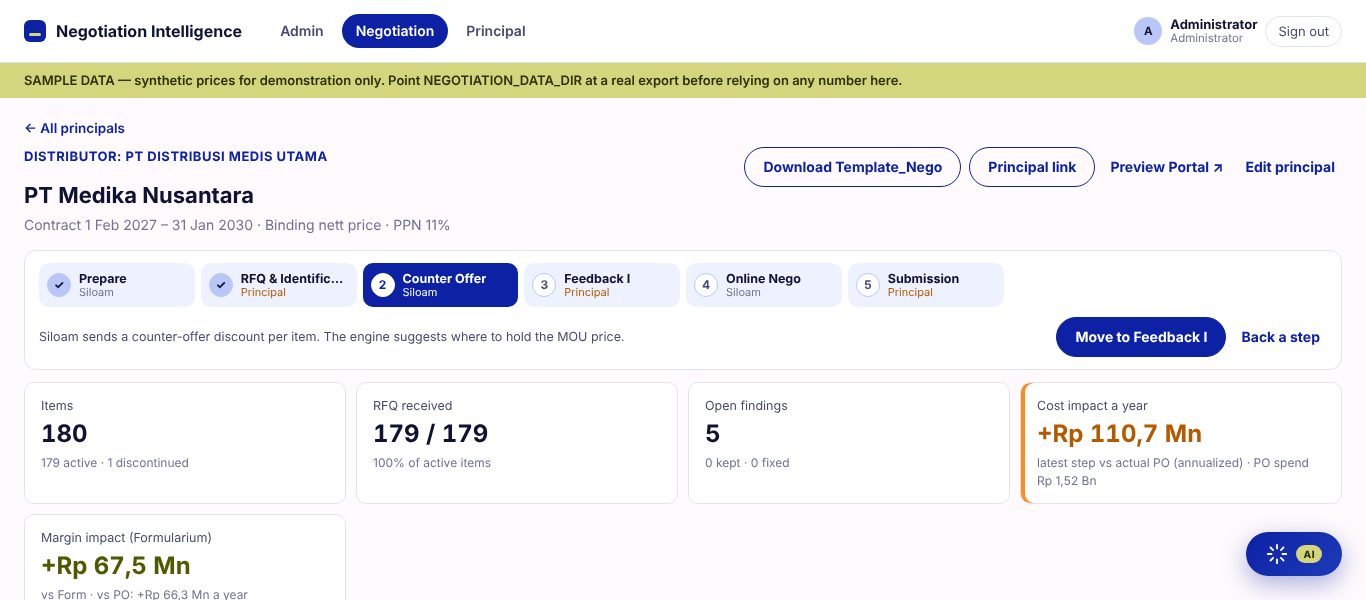 Negotiation Intelligence
Admin
Negotiation
Principal
A
Administrator
Administrator
Sign out
SAMPLE DATA — synthetic prices for demonstration only. Point NEGOTIATION_DATA_DIR at a real export before relying on any number here.
← All principals
DISTRIBUTOR: PT DISTRIBUSI MEDIS UTAMA
PT Medika Nusantara
Contract 1 Feb 2027 – 31 Jan 2030 · Binding nett price · PPN 11%
Download Template_Nego
Principal link
Preview Portal ↗
Edit principal
✓ Prepare
Siloam
✓ RFQ & Identific...
Principal
2 Counter Offer
Siloam
3 Feedback I
Principal
4 Online Nego
Siloam
5 Submission
Principal
Siloam sends a counter-offer discount per item. The engine suggests where to hold the MOU price.
Move to Feedback I
Back a step
Items
180
179 active · 1 discontinued
RFQ received
179 / 179
100% of active items
Open findings
5
0 kept · 0 fixed
Cost impact a year
+Rp 110,7 Mn
latest step vs actual PO (annualized) · PO spend
Rp 1,52 Bn
Margin impact (Formularium)
+Rp 67,5 Mn
vs Form · vs PO: +Rp 66,3 Mn a year
AI